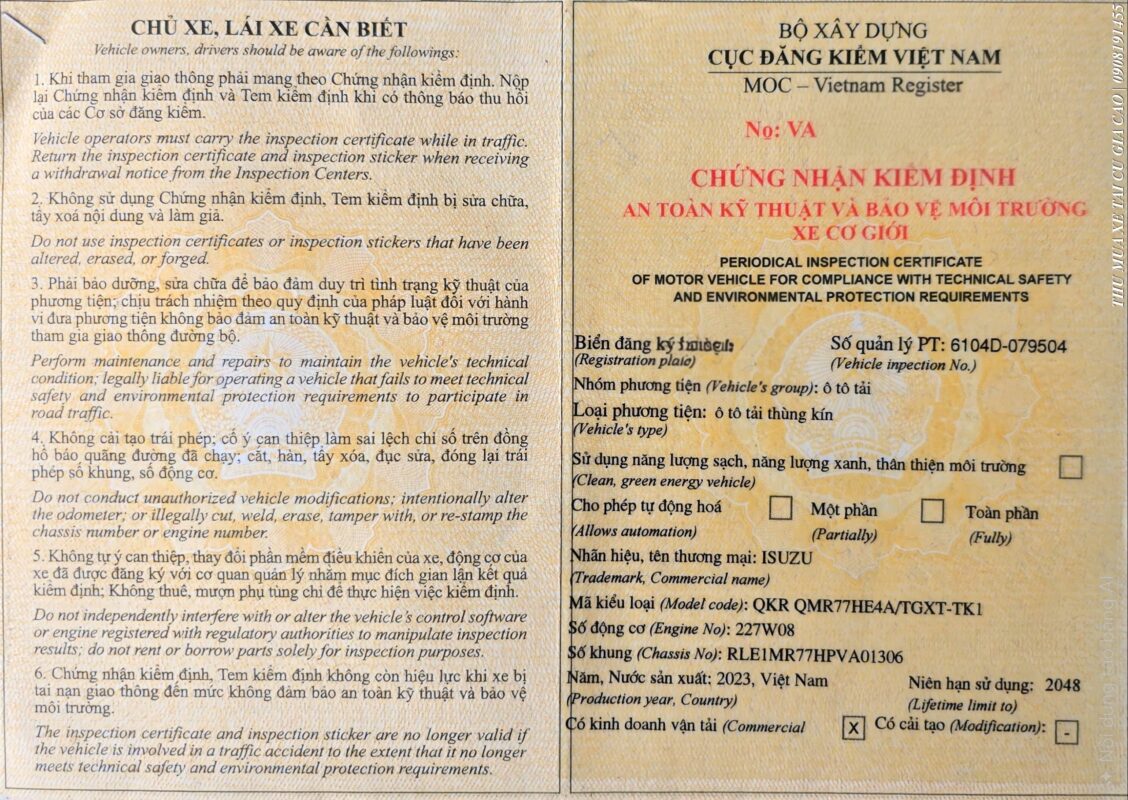 CHỦ XE, LÁI XE CẦN BIẾT
Vehicle owners, drivers should be aware of the followings:
1. Khi tham gia giao thông phải mang theo Chứng nhận kiểm định. Nộp
lại Chứng nhận kiểm định và Tem kiểm định khi có thông báo thu hồi
của các Cơ sở đăng kiểm.
Vehicle operators must carry the inspection certificate while in traffic.
Return the inspection certificate and inspection sticker when receiving
a withdrawal notice from the Inspection Centers.
2. Không sử dụng Chứng nhận kiểm định, Tem kiểm định bị sửa chữa,
tẩy xoá nội dung và làm giả.
Do not use inspection certificates or inspection stickers that have been
altered, erased, or forged.
3. Phải bảo dưỡng, sửa chữa để bảo đảm duy trì tình trạng kỹ thuật của
phương tiện; chịu trách nhiệm theo quy định của pháp luật đối với hành
vi đưa phương tiện không bảo đảm an toàn kỹ thuật và bảo vệ môi trường
tham gia giao thông đường bộ.
Perform maintenance and repairs to maintain the vehicle's technical
condition; legally liable for operating a vehicle that fails to meet technical
safety and environmental protection requirements to participate in
road traffic.
4. Không cải tạo trái phép; cố ý can thiệp làm sai lệch chỉ số trên đồng
hồ báo quãng đường đã chạy; cắt, hàn, tẩy xóa, đục sửa, đóng lại trái
phép số khung, số động cơ.
Do not conduct unauthorized vehicle modifications; intentionally alter
the odometer; or illegally cut, weld, erase, tamper with, or re-stamp the
chassis number or engine number.
5. Không tự ý can thiệp, thay đổi phần mềm điều khiển của xe, động cơ của
xe đã được đăng ký với cơ quan quản lý nhằm mục đích gian lận kết quả
kiểm định; Không thuê, mượn phụ tùng chỉ để thực hiện việc kiểm định.
Do not independently interfere with or alter the vehicle's control software
or engine registered with regulatory authorities to manipulate inspection
results; do not rent or borrow parts solely for inspection purposes.
6. Chứng nhận kiểm định, Tem kiểm định không còn hiệu lực khi xe bị
tai nạn giao thông đến mức không đảm bảo an toàn kỹ thuật và bảo vệ
môi trường.
The inspection certificate and inspection sticker are no longer valid if
the vehicle is involved in a traffic accident to the extent that it no longer
meets technical safety and environmental protection requirements.
BỘ XÂY DỰNG
CỤC ĐĂNG KIỂM VIỆT NAM
MOC – Vietnam Register
Nọ: VA
CHỨNG NHẬN KIỂM ĐỊNH
AN TOÀN KỸ THUẬT VÀ BẢO VỆ MÔI TRƯỜNG
XE CƠ GIỚI
PERIODICAL INSPECTION CERTIFICATE
OF MOTOR VEHICLE FOR COMPLIANCE WITH TECHNICAL SAFETY
AND ENVIRONMENTAL PROTECTION REQUIREMENTS
Biển đăng ký Số quản lý PT: 6104D-079504
(Registration plate) (Vehicle inpection No.)
Nhóm phương tiện (Vehicle's group): ô tô tải
Loại phương tiện: ô tô tải thùng kín
(Vehicle's type)
Sử dụng năng lượng sạch, năng lượng xanh, thân thiện môi trường
(Clean, green energy vehicle)
Cho phép tự động hoá Một phần Toàn phần
(Allows automation) (Partially) (Fully)
Nhãn hiệu, tên thương mại: ISUZU
(Trademark, Commercial name)
Mã kiểu loại (Model code): QKR QMR77HE4A/TGXT-TK1
Số động cơ (Engine No): 227W08
Số khung (Chassis No): RLE1MR77HPVA01306
Năm, Nước sản xuất: 2023, Việt Nam Niên hạn sử dụng: 2048
(Production year, Country) (Lifetime limit to)
Có kinh doanh vận tải (Commercial X Có cải tạo (Modification): -
THU MUA XE TẢI CŨ GIÁ CAO | 0908191455